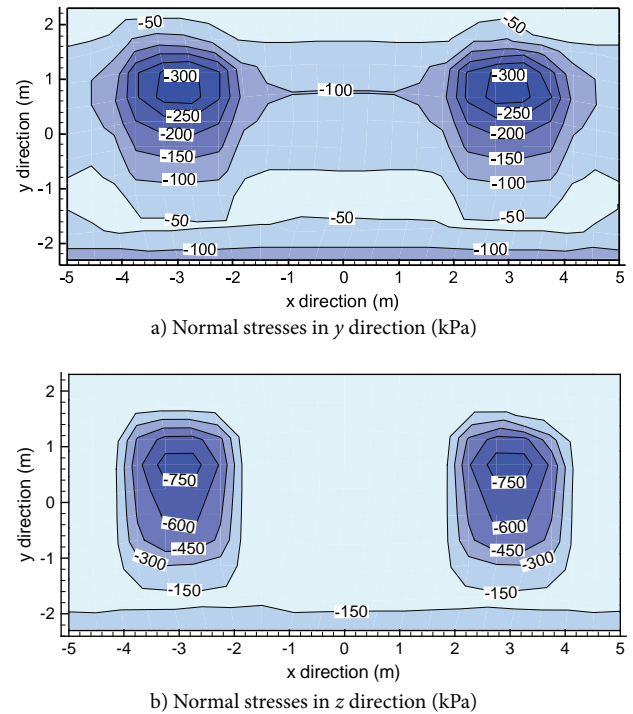 2
1
0
-1
-2
y direction (m)
-50 -50
-300 -100 -300
-250 -250
-200 -200
-150 -150
-100 -100
-50 -50 -50
-100 -100
-5 -4 -3 -2 -1 0 1 2 3 4 5
x direction (m)
a) Normal stresses in y direction (kPa)
2
1
0
-1
-2
y direction (m)
-750 -750
-600 -600
-450 -450
-300 -300
-150 -150
-150
-5 -4 -3 -2 -1 0 1 2 3 4 5
x direction (m)
b) Normal stresses in z direction (kPa)